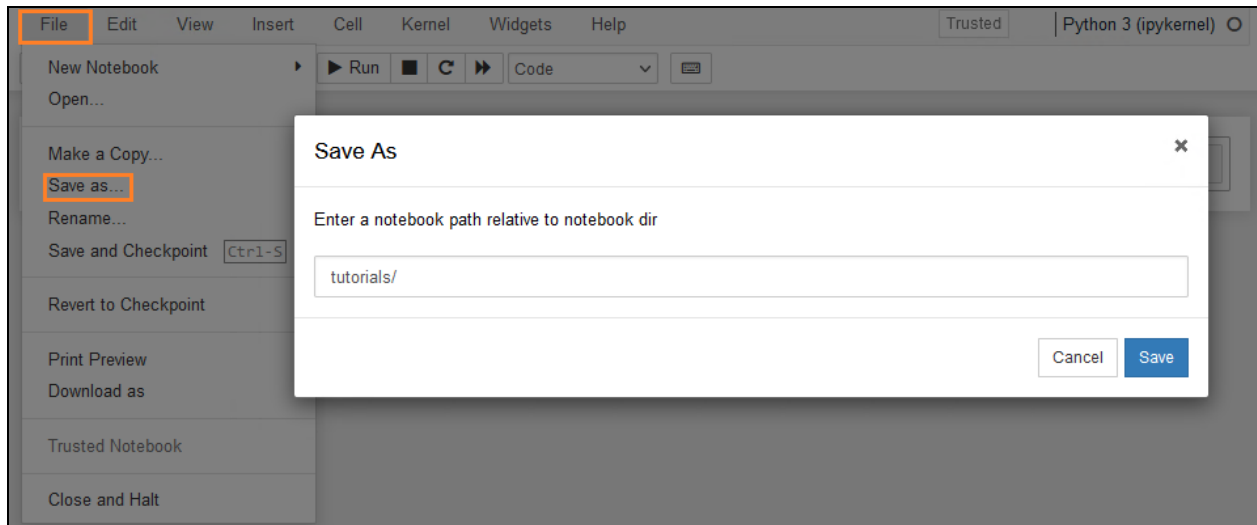 File Edit View Insert Cell Kernel Widgets Help Trusted Python 3 (ipykernel)
New Notebook Run Code
Open...
Make a Copy...
Save As
Save as...
Rename...
Enter a notebook path relative to notebook dir
Save and Checkpoint Ctrl-S
tutorials/
Revert to Checkpoint
Print Preview
Cancel Save
Download as
Trusted Notebook
Close and Halt